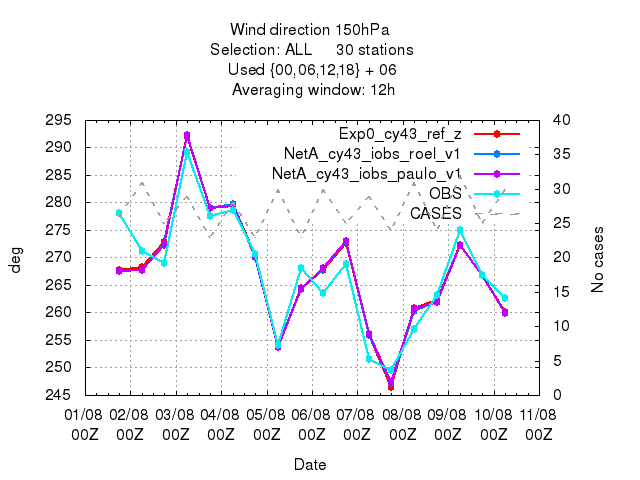 Wind direction 150hPa
Selection: ALL 30 stations
Used {00,06,12,18} + 06
Averaging window: 12h
295
290
285
280
275
270
265
260
255
250
245
deg
40
35
30
25
20
15
10
5
0
No cases
Exp0_cy43_ref_z
NetA_cy43_iobs_roel_v1
NetA_cy43_iobs_paulo_v1
OBS
CASES
01/08 02/08 03/08 04/08 05/08 06/08 07/08 08/08 09/08 10/08 11/08
00Z 00Z 00Z 00Z 00Z 00Z 00Z 00Z 00Z 00Z 00Z
Date